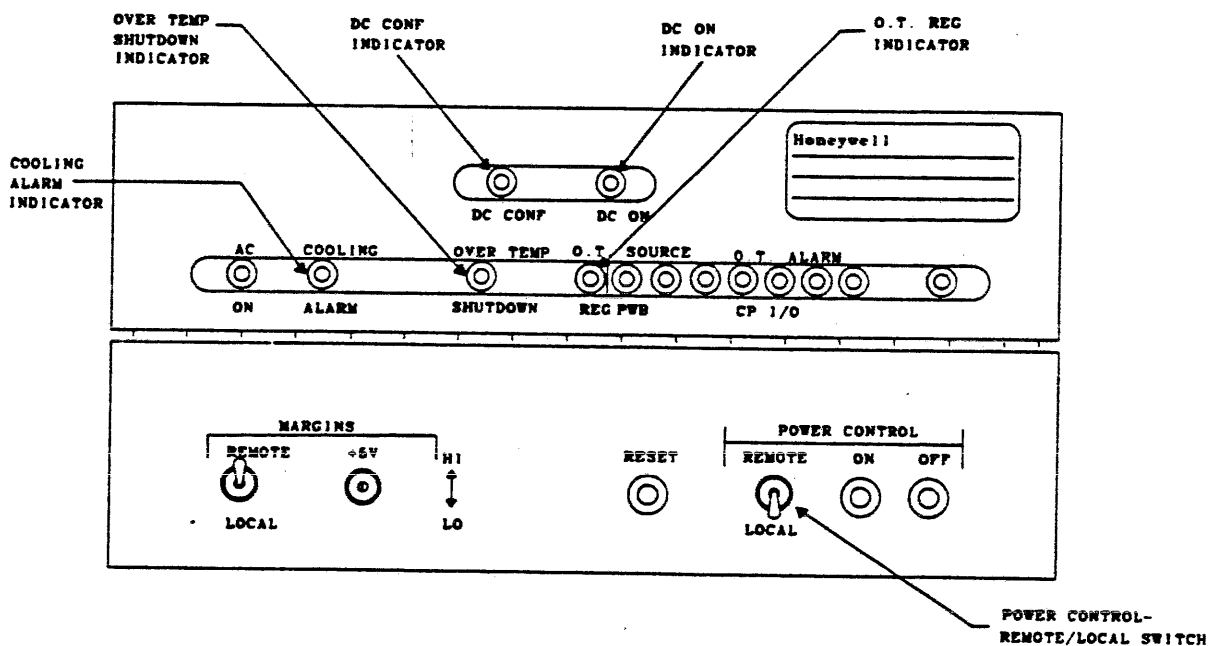 OVER TEMP
SHUTDOWN
INDICATOR
DC CONF
INDICATOR
DC ON
INDICATOR
O.T. REG
INDICATOR
COOLING
ALARM
INDICATOR
Honeywell
DC CONF
DC ON
AC
COOLING
OVER TEMP
O.T. SOURCE
O.T. ALARM
ON
ALARM
SHUTDOWN
REG PWB
CP I/O
MARGINS
REMOTE
+5V
HI
LOCAL
LO
RESET
POWER CONTROL
REMOTE
ON
OFF
LOCAL
POWER CONTROL-
REMOTE/LOCAL SWITCH